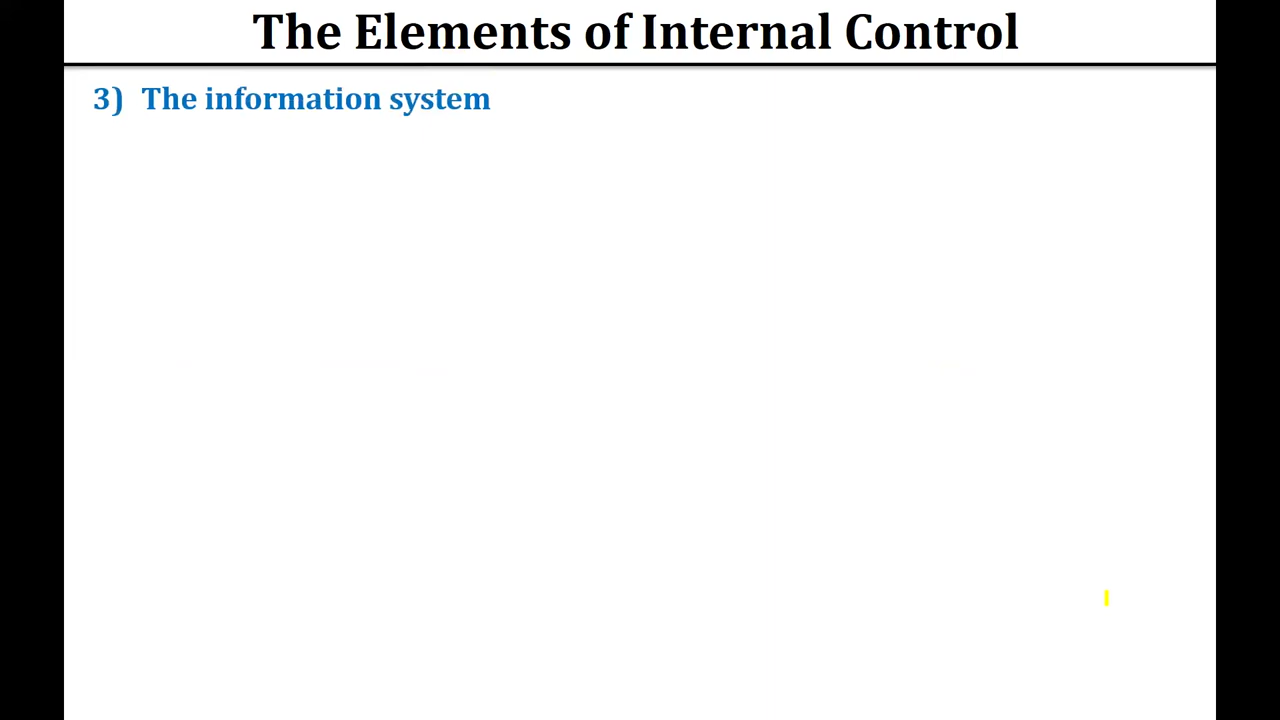 The Elements of Internal Control
3) The information system